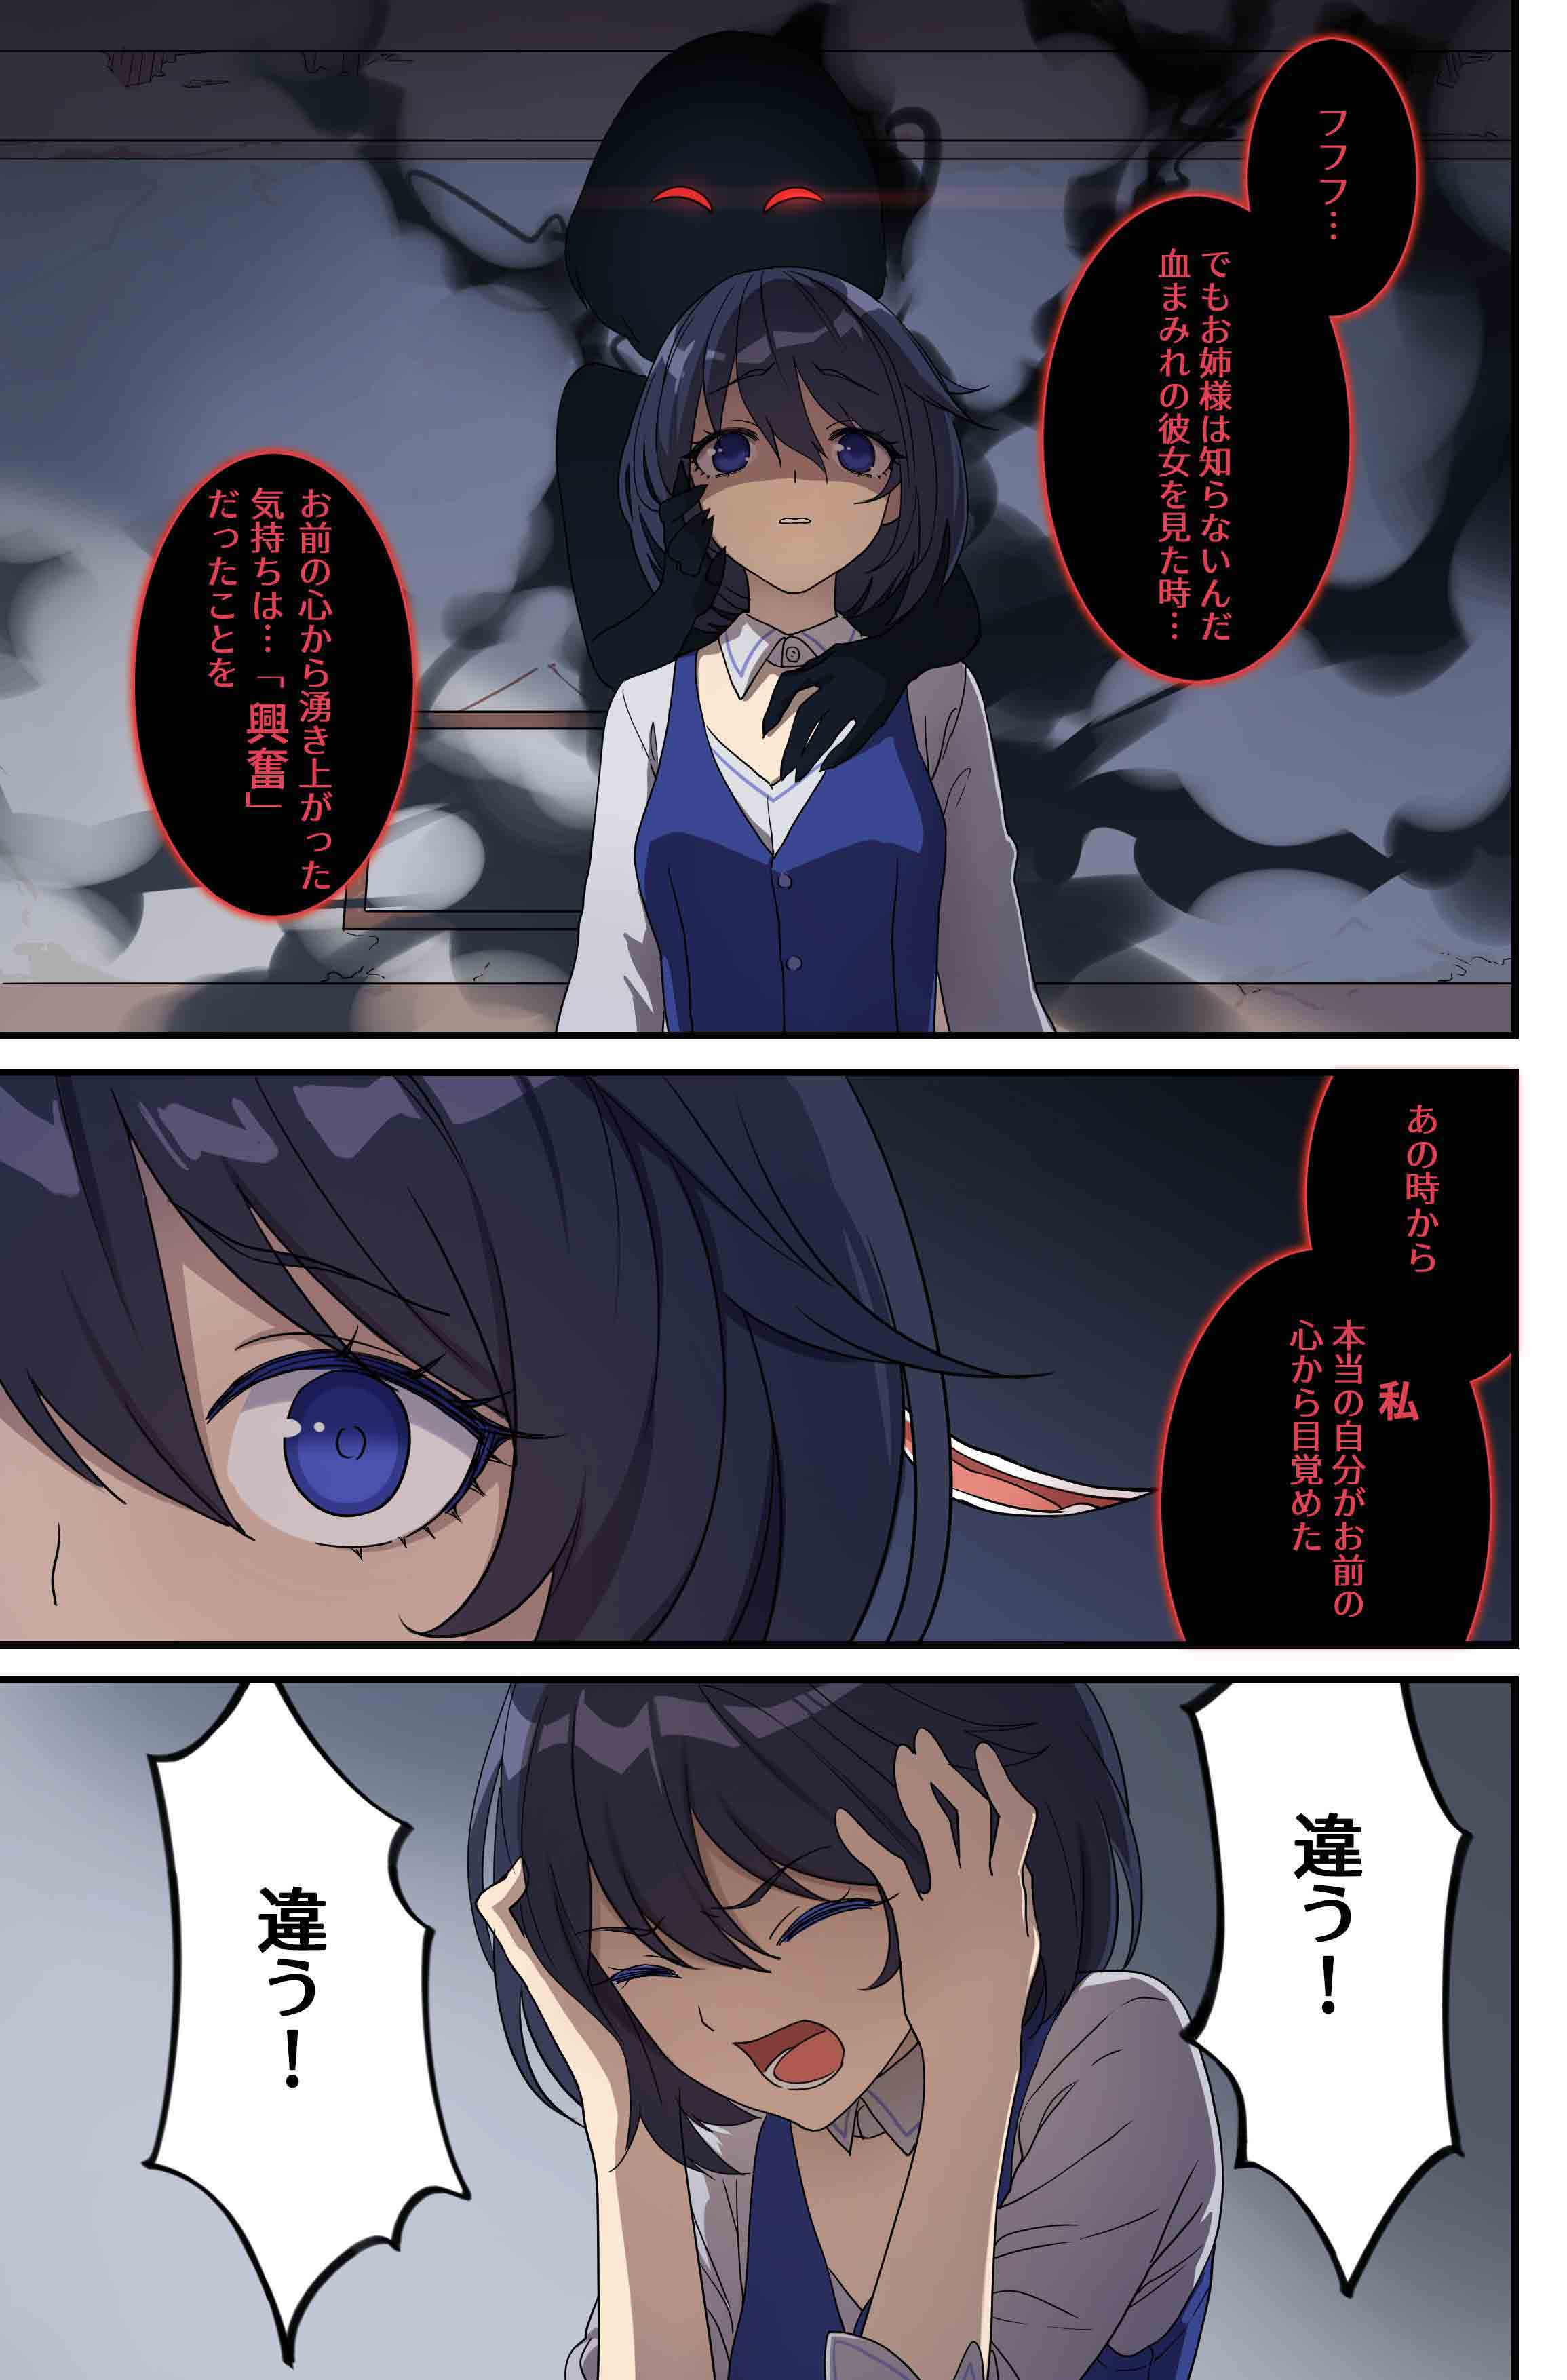 フフフ…
でもお姉様は知らないんだ
血まみれの彼女を見た時…
お前の心から湧き上がった
気持ちは…「興奮」
だったことを
あの時から
私
本当の自分がお前の
心から目覚めた
違う！
違う！